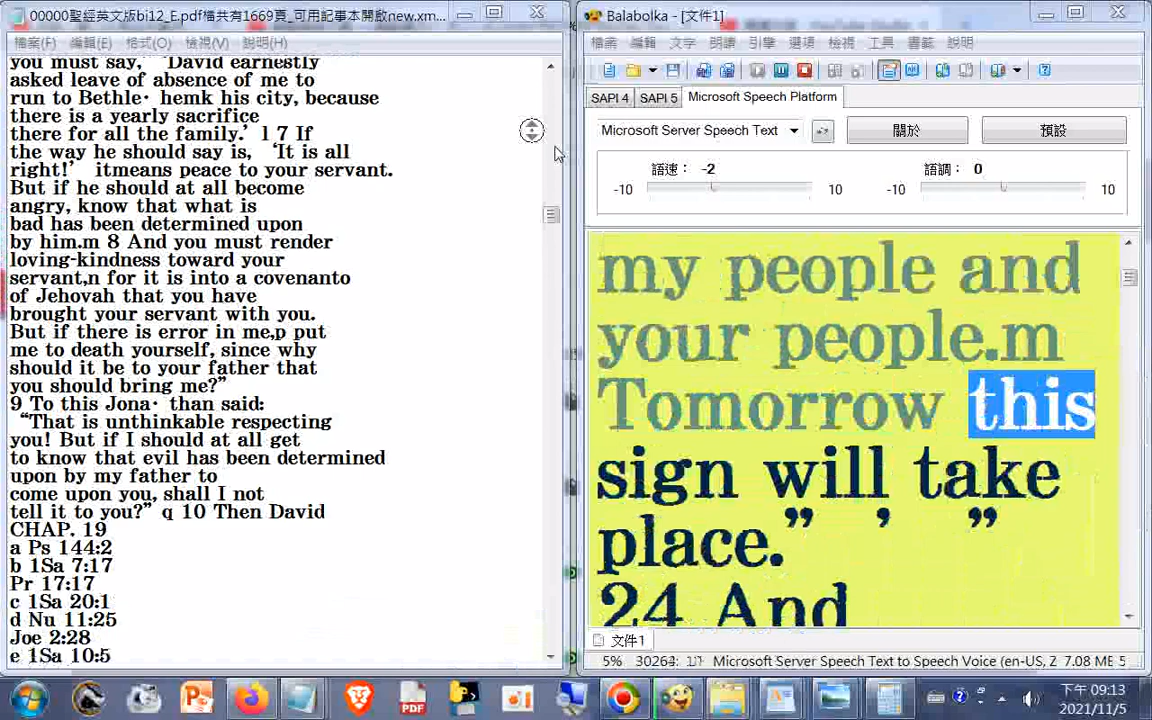 00000聖經英文版bi12_E.pdf檔共有1669頁_可用記事本開啟new.xm...
檔案(F) 編輯(E) 格式(O) 檢視(V) 說明(H)
you must say, ‘David earnestly
asked leave of absence of me to
run to Bethle· hemk his city, because
there is a yearly sacrifice
there for all the family.’ l 7 If
the way he should say is, ‘It is all
right!’ itmeans peace to your servant.
But if he should at all become
angry, know that what is
bad has been determined upon
by him.m 8 And you must render
loving-kindness toward your
servant,n for it is into a covenanto
of Jehovah that you have
brought your servant with you.
But if there is error in me,p put
me to death yourself, since why
should it be to your father that
you should bring me?”
9 To this Jona· than said:
“That is unthinkable respecting
you! But if I should at all get
to know that evil has been determined
upon by my father to
come upon you, shall I not
tell it to you?” q 10 Then David
CHAP. 19
a Ps 144:2
b 1Sa 7:17
Pr 17:17
c 1Sa 20:1
d Nu 11:25
Joe 2:28
e 1Sa 10:5
Balabolka - [文件1]
檔案 編輯 文字 朗讀 引擎 選項 檢視 工具 書籤 說明
SAPI 4 SAPI 5 Microsoft Speech Platform
Microsoft Server Speech Text 關於 預設
語速： -2 語調： 0
-10 10 -10 10
my people and
your people.m
Tomorrow this
sign will take
place.” ’ ”
24 And
文件1
5% 30264: 1 Microsoft Server Speech Text to Speech Voice (en-US, Z 7.08 MB 5
PDF
下午 09:13
2021/11/5